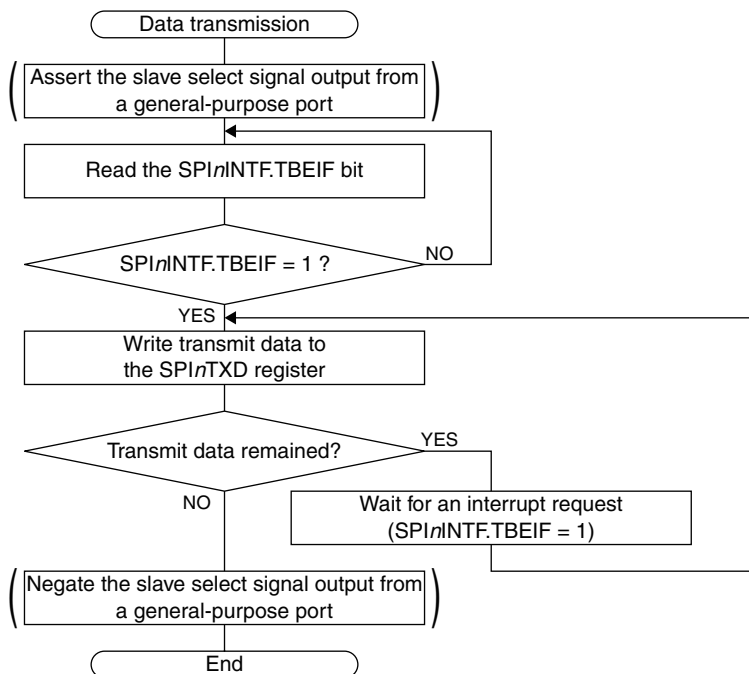 Data transmission
Assert the slave select signal output from
a general-purpose port
Read the SPInINTF.TBEIF bit
SPInINTF.TBEIF = 1 ?
NO
YES
Write transmit data to
the SPInTXD register
Transmit data remained?
YES
NO
Wait for an interrupt request
(SPInINTF.TBEIF = 1)
Negate the slave select signal output from
a general-purpose port
End